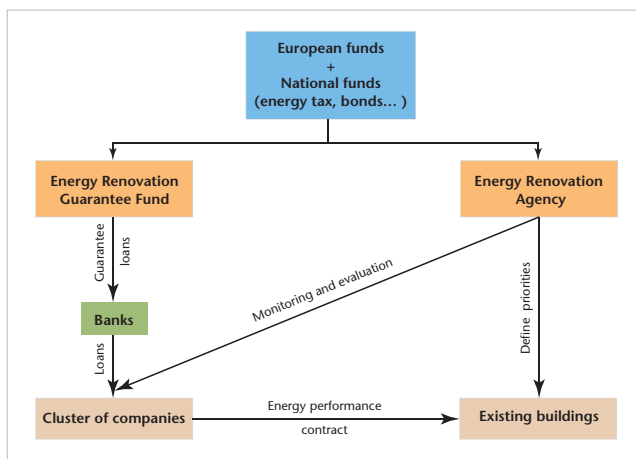 European funds
+
National funds
(energy tax, bonds... )
Energy Renovation
Guarantee Fund
Energy Renovation
Agency
Guarantee
loans
Monitoring and evaluation
Define priorities
Banks
Loans
Cluster of companies
Energy performance
contract
Existing buildings